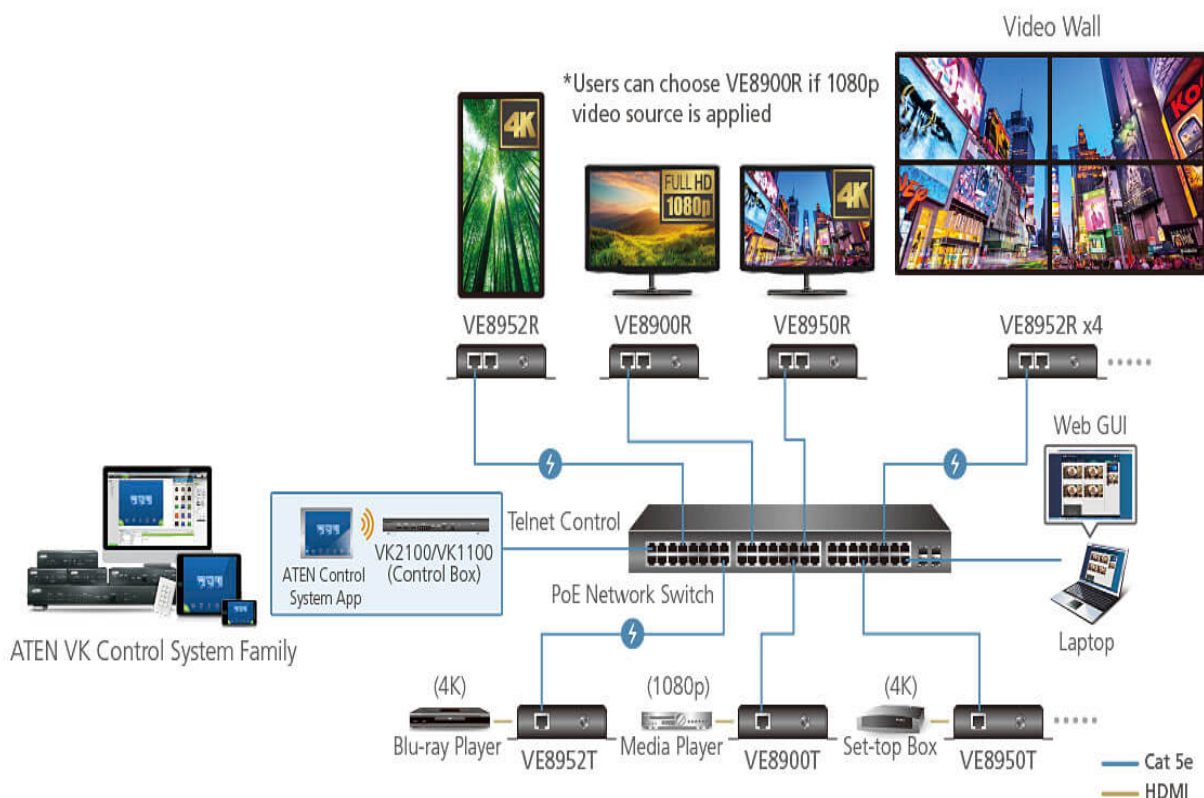 Video Wall
*Users can choose VE8900R if 1080p
video source is applied
4K
FULL HD
1080p
4K
VE8952R
VE8900R
VE8950R
VE8952R x4
Web GUI
Telnet Control
ATEN Control
System App
VK2100/VK1100
(Control Box)
PoE Network Switch
Laptop
ATEN VK Control System Family
(4K)
Blu-ray Player
VE8952T
(1080p)
Media Player
VE8900T
(4K)
Set-top Box
VE8950T
Cat 5e
HDMI